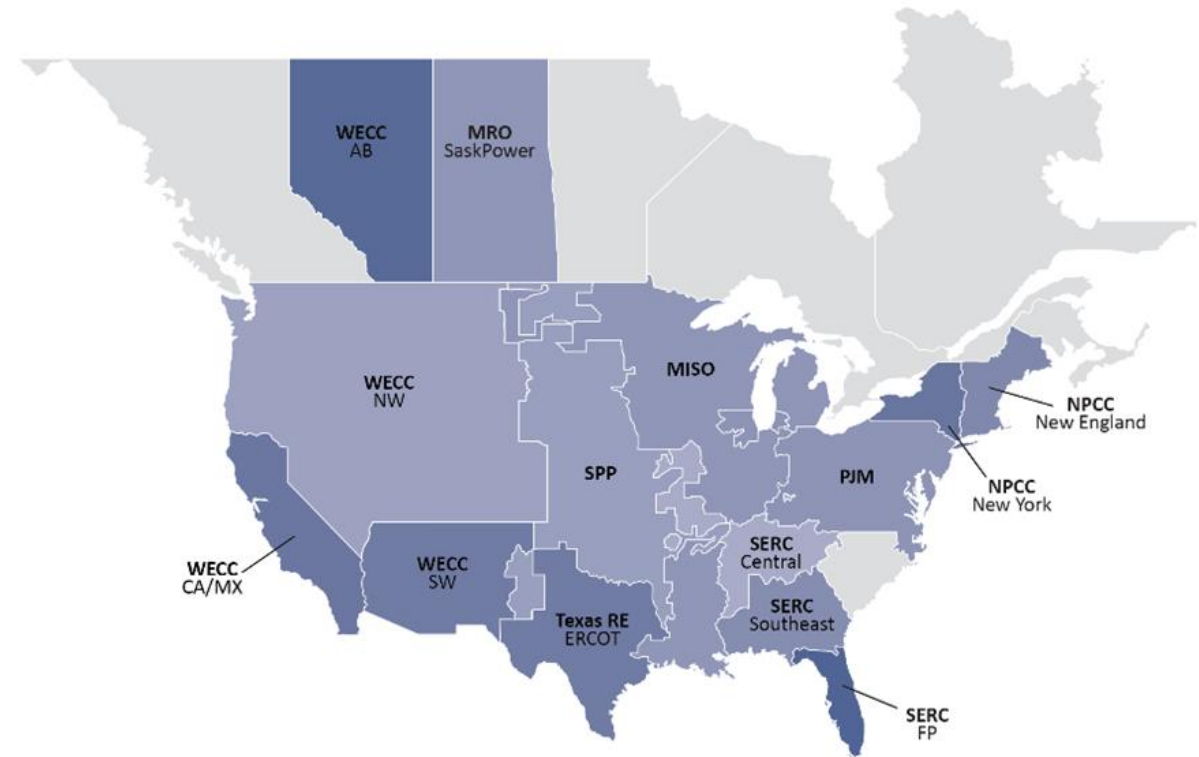 WECC
AB
MRO
SaskPower
WECC
NW
MISO
NPCC
New England
SPP
PJM
NPCC
New York
WECC
CA/MX
WECC
SW
SERC
Central
Texas RE
ERCOT
SERC
Southeast
SERC
FP